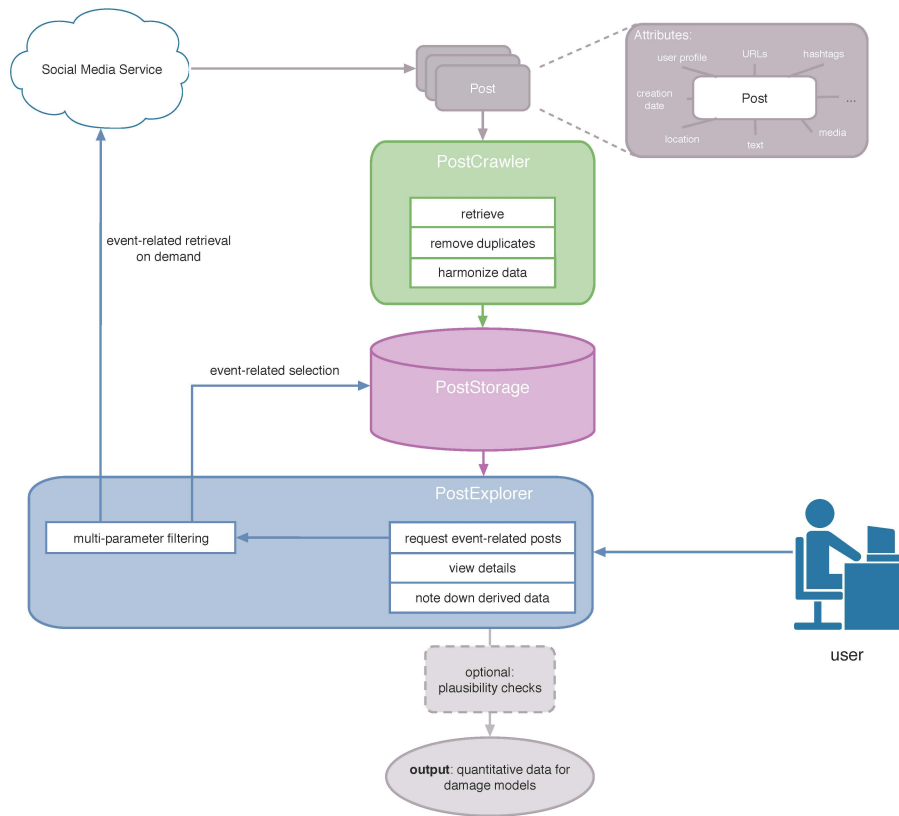 Social Media Service
Post
Attributes:
user profile
URLs
hashtags
creation
date
Post
...
location
text
media
PostCrawler
retrieve
remove duplicates
harmonize data
event-related retrieval
on demand
event-related selection
PostStorage
PostExplorer
multi-parameter filtering
request event-related posts
view details
note down derived data
user
optional:
plausibility checks
output: quantitative data for
damage models